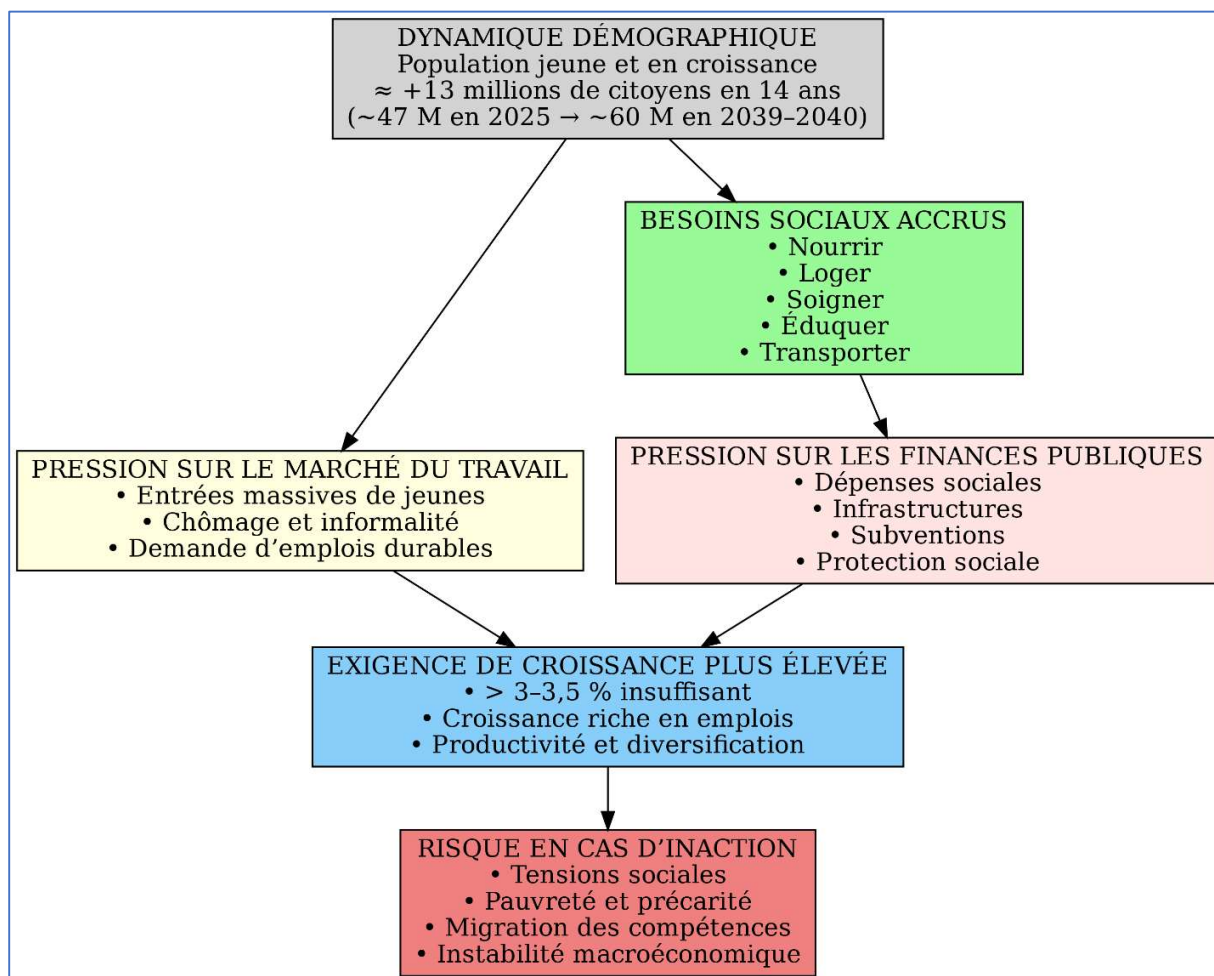 DYNAMIQUE DÉMOGRAPHIQUE
Population jeune et en croissance
≈ +13 millions de citoyens en 14 ans
(~47 M en 2025 → ~60 M en 2039–2040)
BESOINS SOCIAUX ACCRUS
• Nourrir
• Loger
• Soigner
• Éduquer
• Transporter
PRESSION SUR LE MARCHÉ DU TRAVAIL
• Entrées massives de jeunes
• Chômage et informalité
• Demande d’emplois durables
PRESSION SUR LES FINANCES PUBLIQUES
• Dépenses sociales
• Infrastructures
• Subventions
• Protection sociale
EXIGENCE DE CROISSANCE PLUS ÉLEVÉE
• > 3–3,5 % insuffisant
• Croissance riche en emplois
• Productivité et diversification
RISQUE EN CAS D’INACTION
• Tensions sociales
• Pauvreté et précarité
• Migration des compétences
• Instabilité macroéconomique